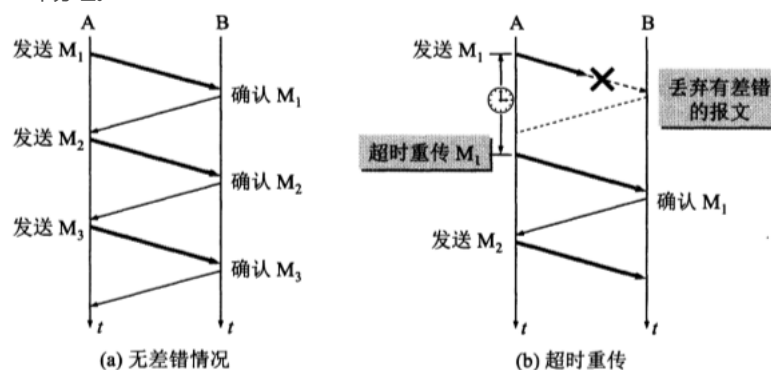 A
B
发送 M₁
确认 M₁
发送 M₂
确认 M₂
发送 M₃
确认 M₃
t
t
(a) 无差错情况
A
B
发送 M₁
丢弃有差错
的报文
超时重传 M₁
确认 M₁
发送 M₂
t
t
(b) 超时重传